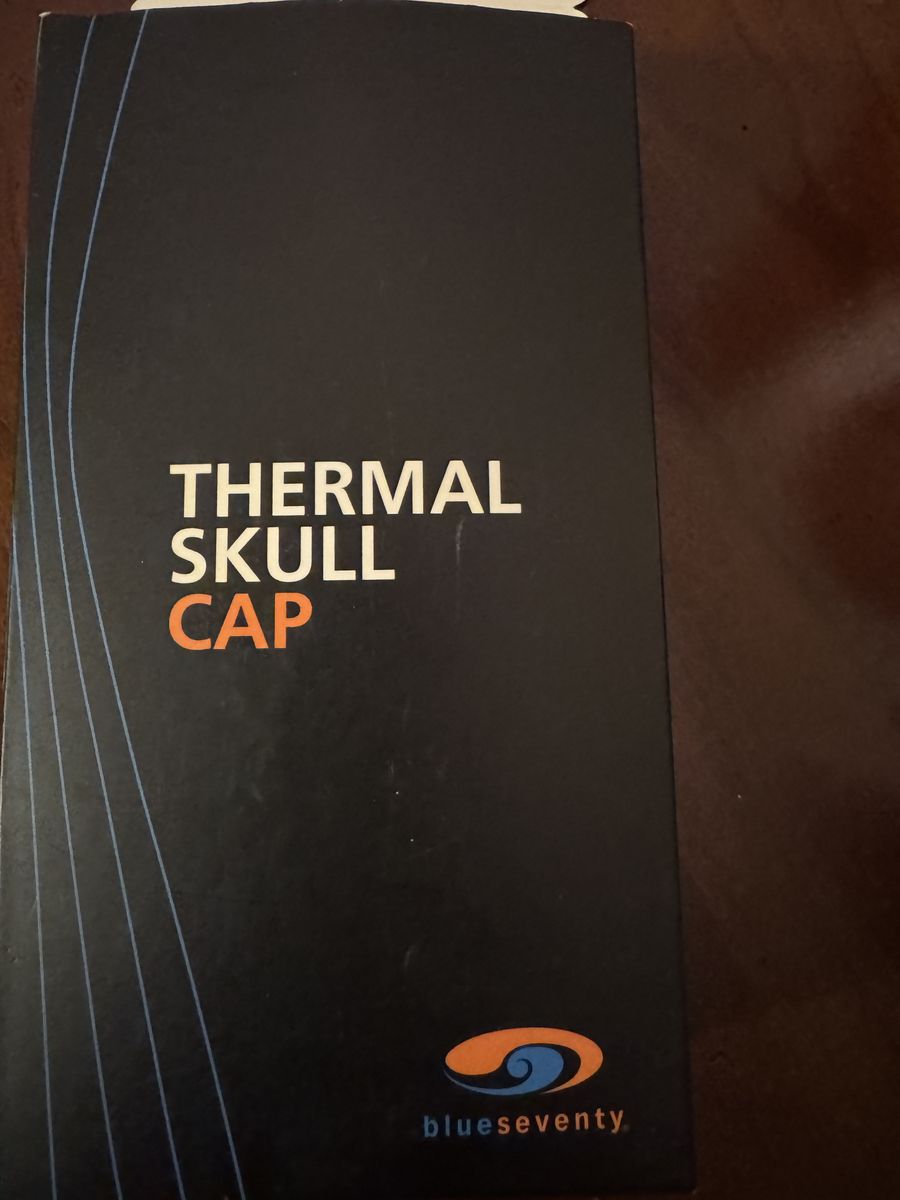 THERMAL
SKULL
CAP
blueseventy